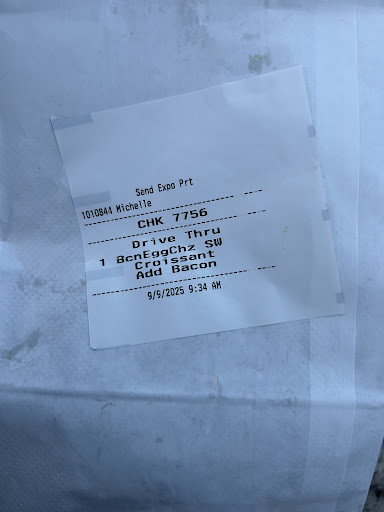 Send Expo Prt
1010844 Michelle
CHK 7756
Drive Thru
1 BcnEggChz SW
Croissant
Add Bacon
9/9/2025 9:34 AM